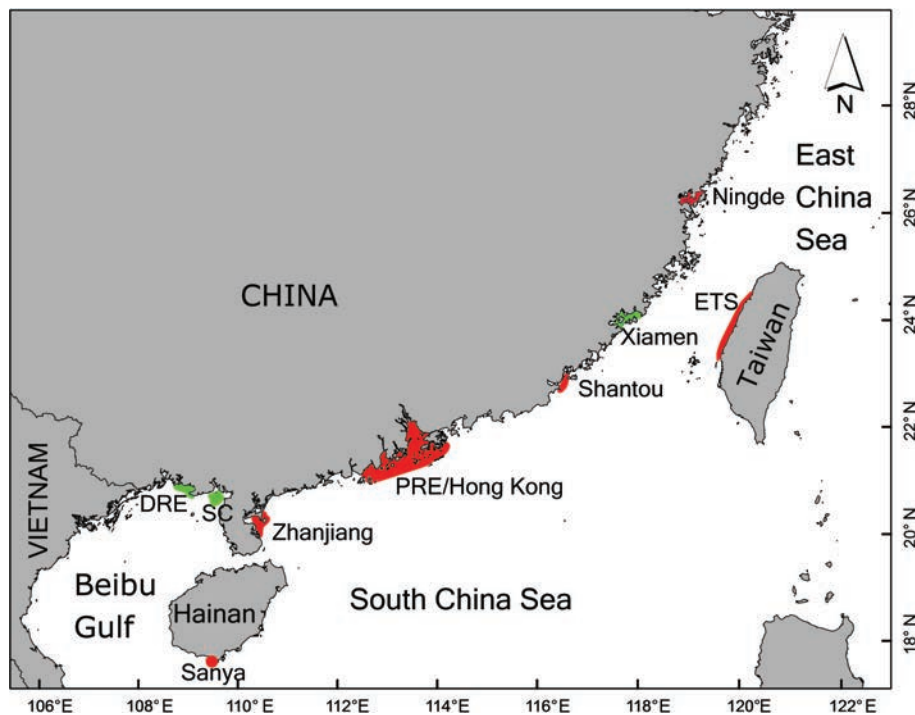 N
East
China
Sea
Ningde
CHINA
ETS
Xiamen
Taiwan
Shantou
PRE/Hong Kong
VIETNAM
DRE
SC
Zhanjiang
Beibu
Gulf
Hainan
South China Sea
Sanya
28°N
26°N
24°N
22°N
20°N
18°N
106°E
108°E
110°E
112°E
114°E
116°E
118°E
120°E
122°E